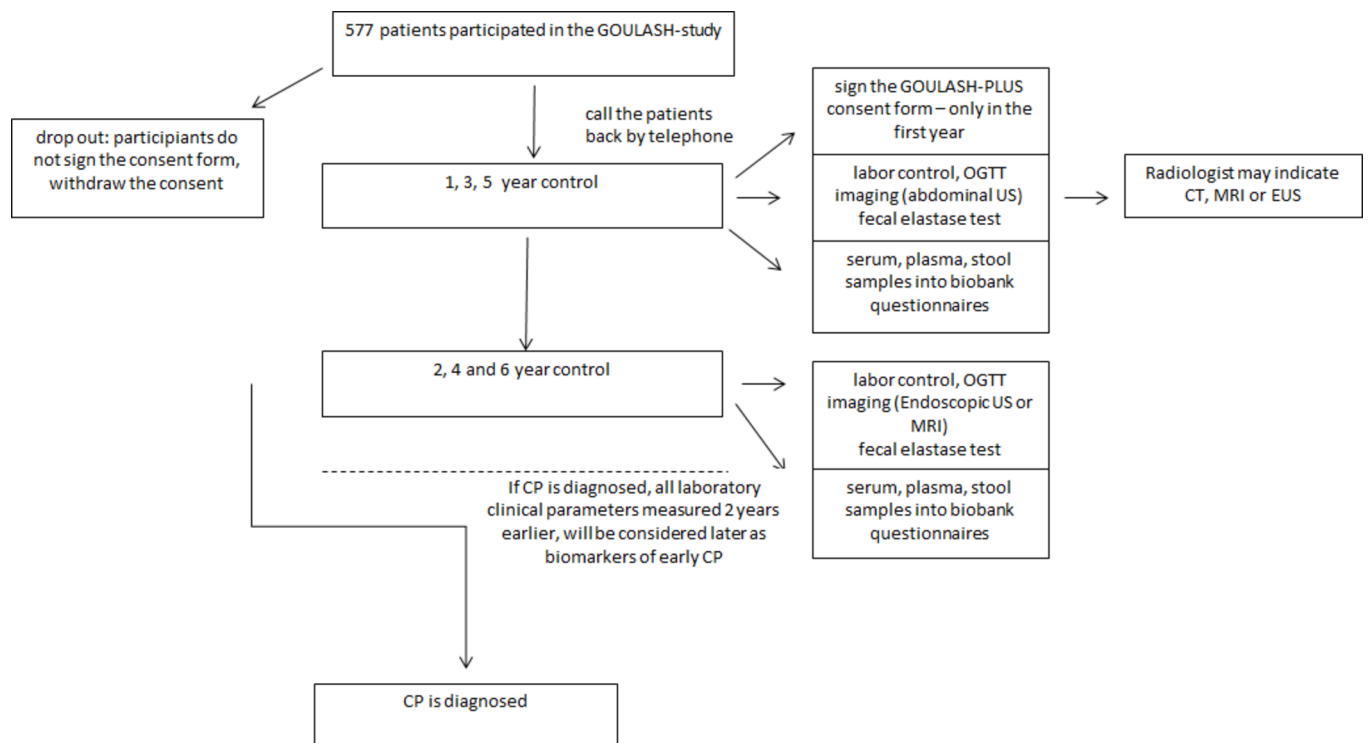 577 patients participated in the GOULASH-study
drop out: participiants do
not sign the consent form,
withdraw the consent
call the patients
back by telephone
sign the GOULASH-PLUS
consent form – only in the
first year
1, 3, 5 year control
labor control, OGTT
imaging (abdominal US)
fecal elastase test
Radiologist may indicate
CT, MRI or EUS
serum, plasma, stool
samples into biobank
questionnaires
2, 4 and 6 year control
labor control, OGTT
imaging (Endoscopic US or
MRI)
fecal elastase test
serum, plasma, stool
samples into biobank
questionnaires
If CP is diagnosed, all laboratory
clinical parameters measured 2 years
earlier, will be considered later as
biomarkers of early CP
CP is diagnosed